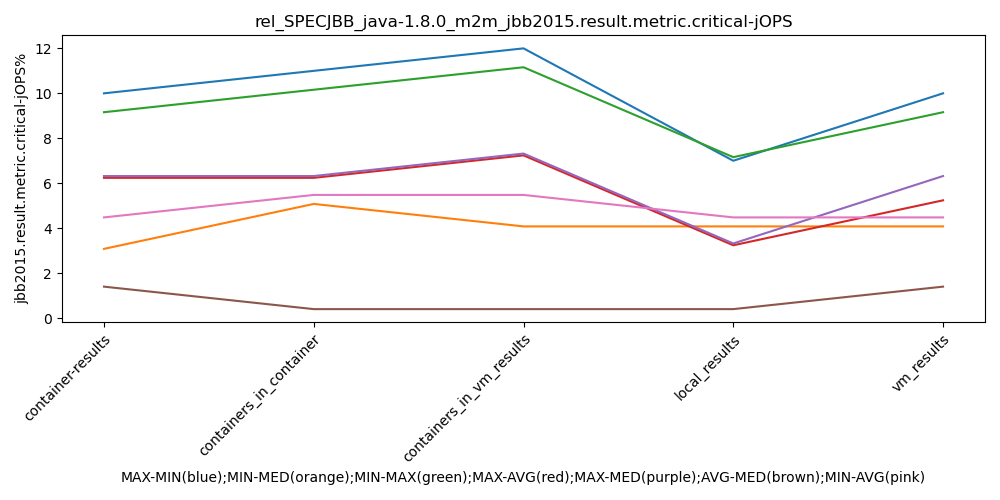 rel_SPECJBB_java-1.8.0_m2m_jbb2015.result.metric.critical-jOPS
jbb2015.result.metric.critical-jOPS%
12
10
8
6
4
2
0
container-results
containers_in_container
containers_in_vm_results
local_results
vm_results
MAX-MIN(blue);MIN-MED(orange);MIN-MAX(green);MAX-AVG(red);MAX-MED(purple);AVG-MED(brown);MIN-AVG(pink)